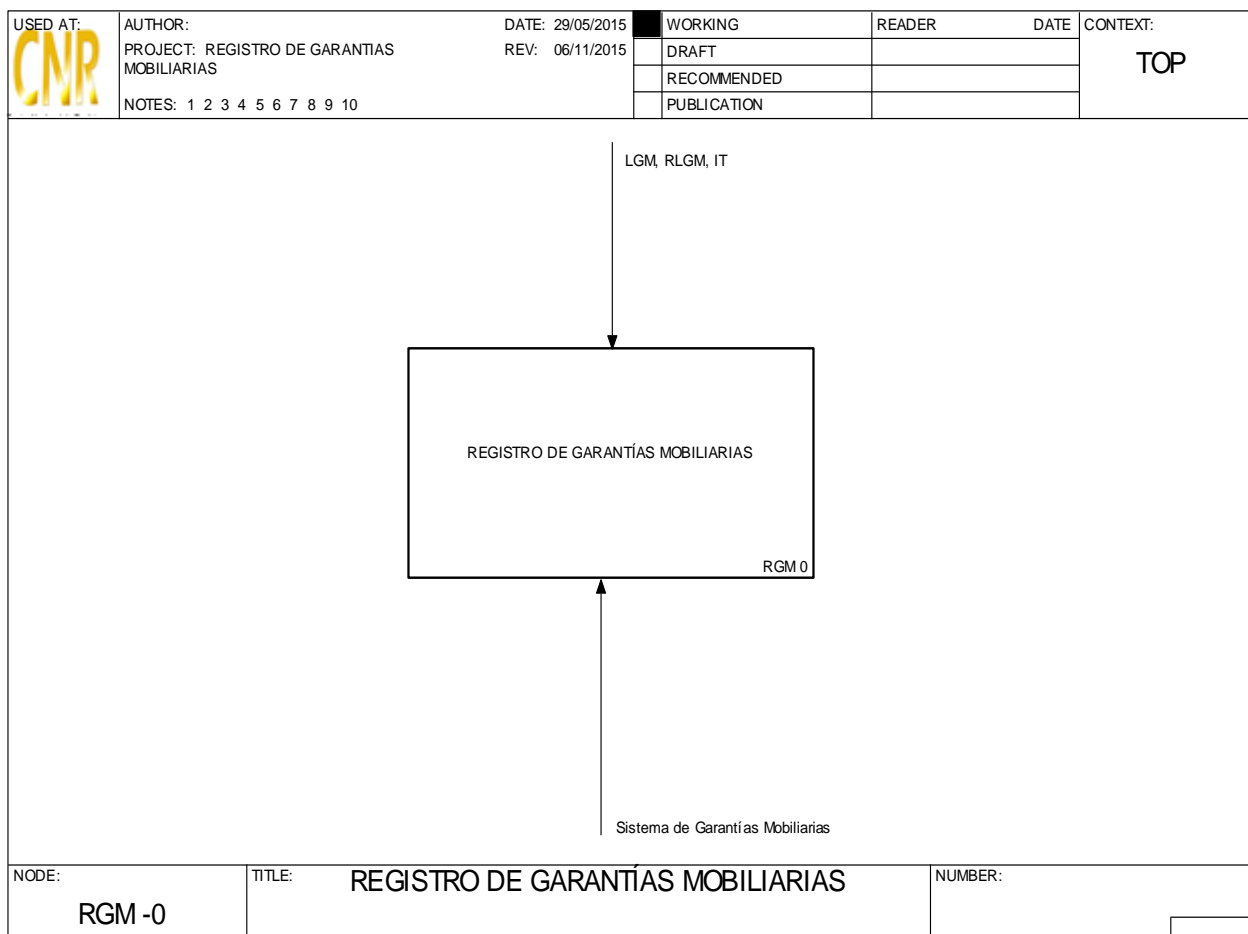 USED AT:
CNR
AUTHOR:
DATE: 29/05/2015
PROJECT: REGISTRO DE GARANTIAS
MOBILIARIAS
REV: 06/11/2015
NOTES: 1 2 3 4 5 6 7 8 9 10
WORKING
DRAFT
RECOMMENDED
PUBLICATION
READER
DATE
CONTEXT:
TOP
LGM, RLGM, IT
REGISTRO DE GARANTÍAS MOBILIARIAS
RGM 0
Sistema de Garantías Mobiliarias
NODE:
RGM -0
TITLE:
REGISTRO DE GARANTÍAS MOBILIARIAS
NUMBER: